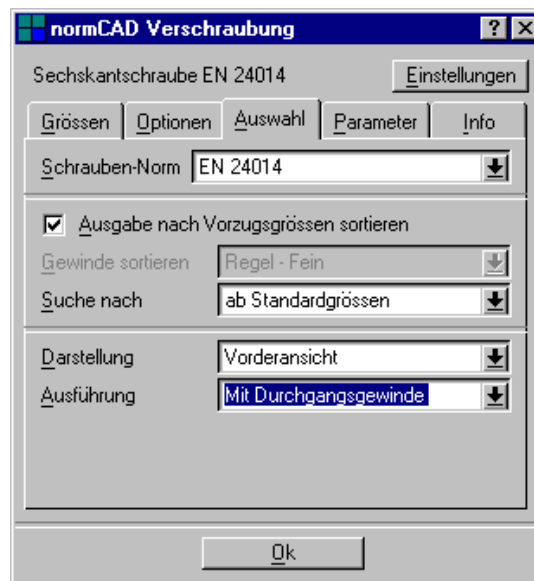 normCAD Verschraubung
Sechskantschraube EN 24014 Einstellungen
Grössen Optionen Auswahl Parameter Info
Schrauben-Norm EN 24014
Ausgabe nach Vorzugsgrössen sortieren
Gewinde sortieren Regel - Fein
Suche nach ab Standardgrössen
Darstellung Vorderansicht
Ausführung Mit Durchgangsgewinde
Ok